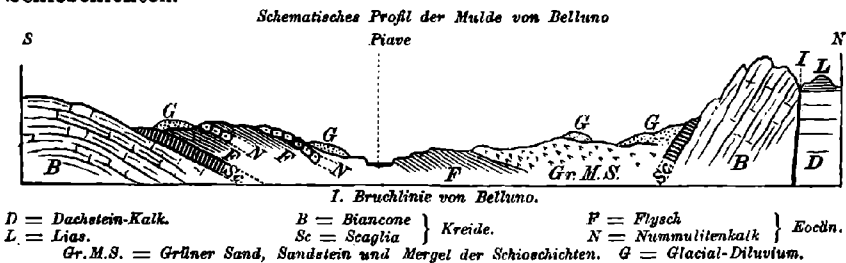 Schematisches Profil der Mulde von Belluno
S Piave N
I L
G G G G
B F N F N Sc F Gr. M. S. Sc B D
I. Bruchlinie von Belluno.
D = Dachstein-Kalk. B = Biancone } Kreide. F = Flysch } Eocän.
L = Lias. Sc = Scaglia N = Nummulitenkalk
Gr. M. S. = Grüner Sand, Sandstein und Mergel der Schioschichten. G = Glacial-Diluvium.